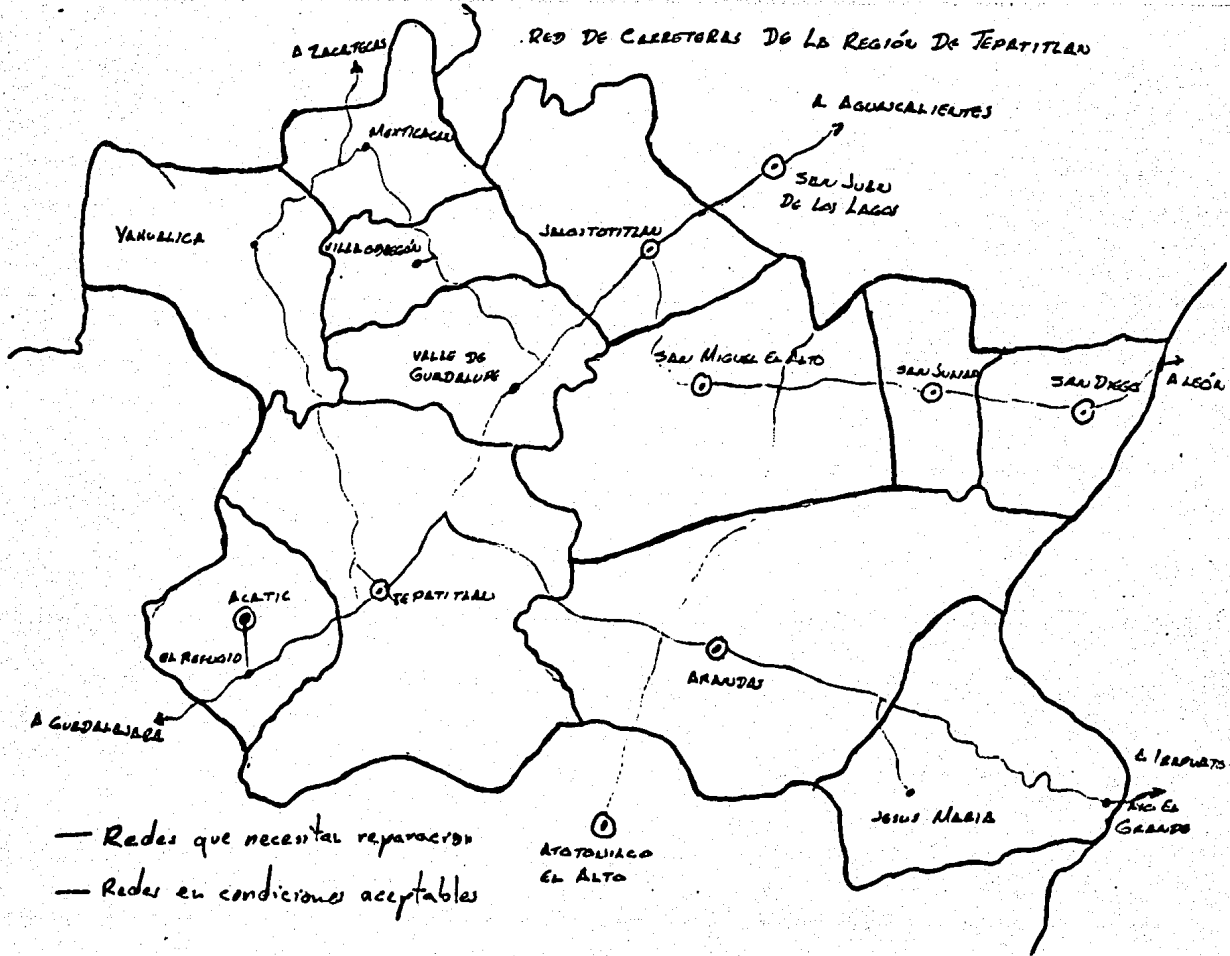 RED DE CARRETERAS DE LA REGIÓN DE TEPATITLAN
A ZACATECAS
A AGUASCALIENTES
MEXTICACAN
SAN JUAN
DE LOS LAGOS
YAHUALICA
VILLA OBREGÓN
JALOSTOTITLAN
VALLE DE
GUADALUPE
SAN MIGUEL EL ALTO
SAN JULIAN
SAN DIEGO
A LEÓN
ACATIC
TEPATITLAN
EL REFUGIO
ARANDAS
A GUADALAJARA
A IRAPUATO
JESUS MARIA
EL
GRANDE
ATOTONILCO
EL ALTO
— Redes que necesitan reparación
— Redes en condiciones aceptables